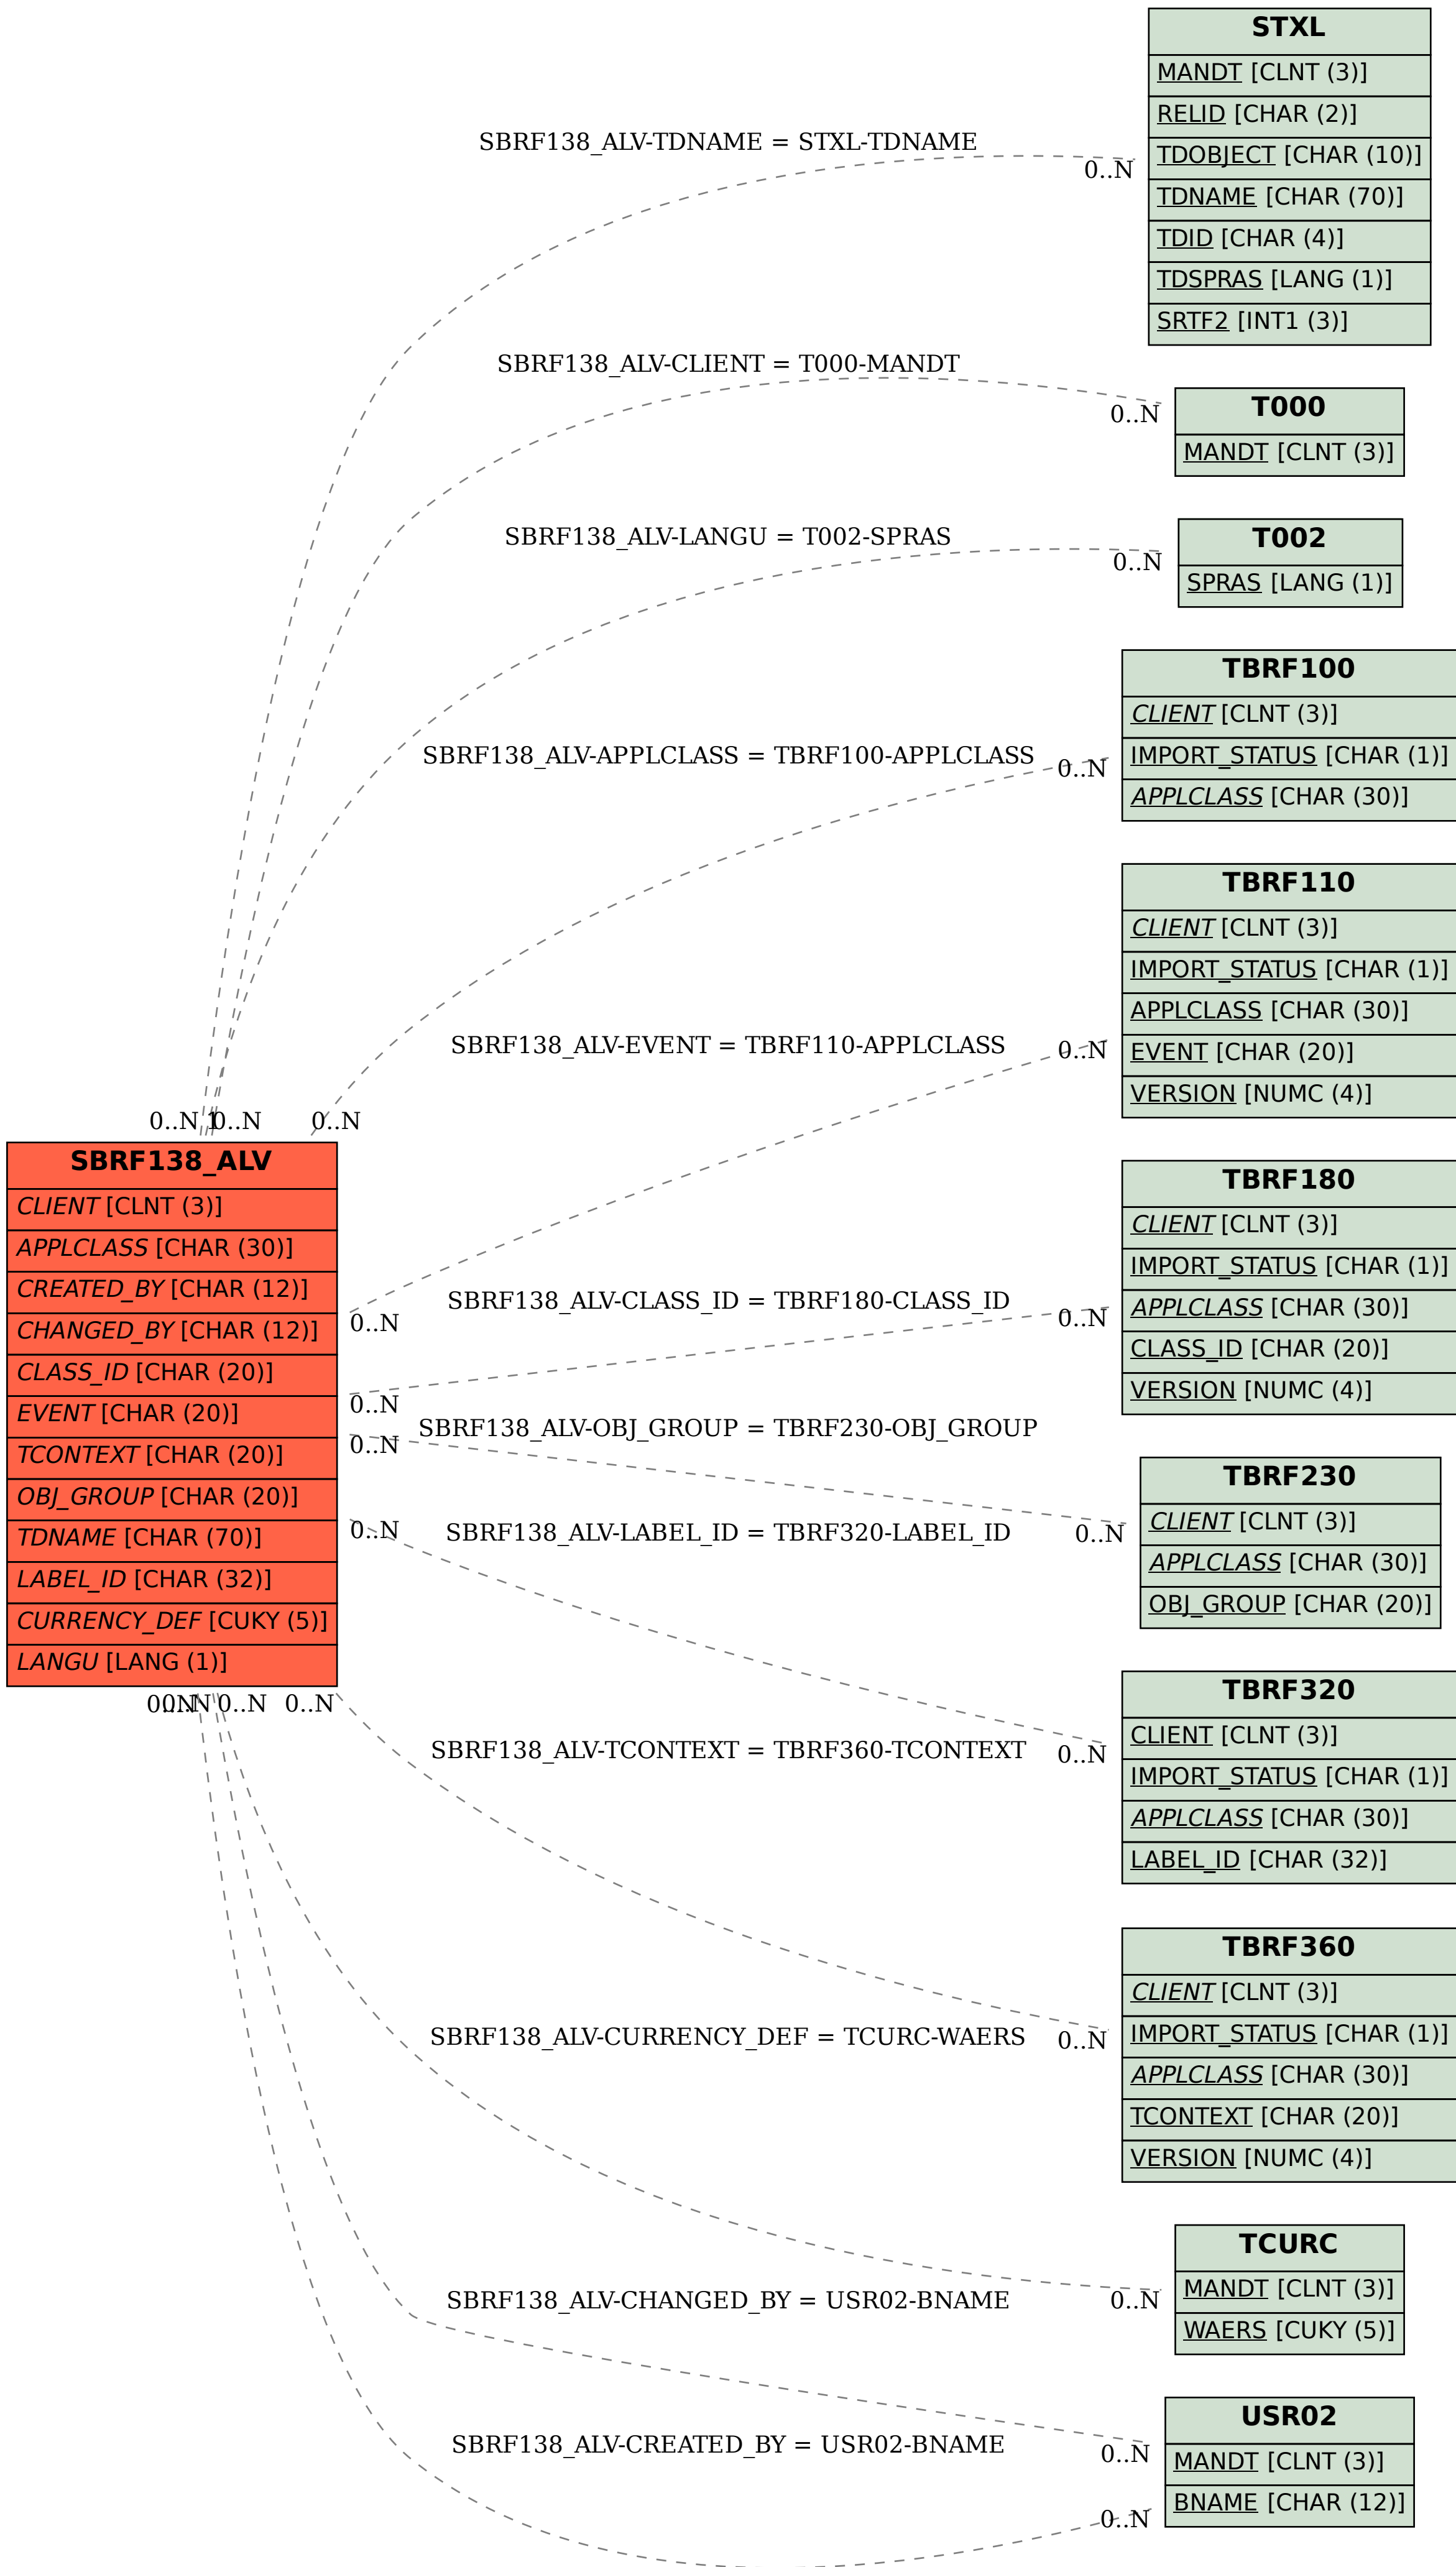 STXL
MANDT [CLNT (3)]
RELID [CHAR (2)]
TDOBJECT [CHAR (10)]
TDNAME [CHAR (70)]
TDID [CHAR (4)]
TDSPRAS [LANG (1)]
SRTF2 [INT1 (3)]
SBRF138_ALV-TDNAME = STXL-TDNAME
0..N
SBRF138_ALV-CLIENT = T000-MANDT
0..N
T000
MANDT [CLNT (3)]
SBRF138_ALV-LANGU = T002-SPRAS
0..N
T002
SPRAS [LANG (1)]
SBRF138_ALV-APPLCLASS = TBRF100-APPLCLASS
0..N
TBRF100
CLIENT [CLNT (3)]
IMPORT_STATUS [CHAR (1)]
APPLCLASS [CHAR (30)]
SBRF138_ALV-EVENT = TBRF110-APPLCLASS
0..N
TBRF110
CLIENT [CLNT (3)]
IMPORT_STATUS [CHAR (1)]
APPLCLASS [CHAR (30)]
EVENT [CHAR (20)]
VERSION [NUMC (4)]
0..N
1
0..N
0..N
SBRF138_ALV
CLIENT [CLNT (3)]
APPLCLASS [CHAR (30)]
CREATED_BY [CHAR (12)]
CHANGED_BY [CHAR (12)]
CLASS_ID [CHAR (20)]
EVENT [CHAR (20)]
TCONTEXT [CHAR (20)]
OBJ_GROUP [CHAR (20)]
TDNAME [CHAR (70)]
LABEL_ID [CHAR (32)]
CURRENCY_DEF [CUKY (5)]
LANGU [LANG (1)]
0..N
0..N
0..N
0..N
0..N
0..N
0..N
0..N
SBRF138_ALV-CLASS_ID = TBRF180-CLASS_ID
0..N
TBRF180
CLIENT [CLNT (3)]
IMPORT_STATUS [CHAR (1)]
APPLCLASS [CHAR (30)]
CLASS_ID [CHAR (20)]
VERSION [NUMC (4)]
SBRF138_ALV-OBJ_GROUP = TBRF230-OBJ_GROUP
0..N
TBRF230
CLIENT [CLNT (3)]
APPLCLASS [CHAR (30)]
OBJ_GROUP [CHAR (20)]
SBRF138_ALV-LABEL_ID = TBRF320-LABEL_ID
0..N
TBRF320
CLIENT [CLNT (3)]
IMPORT_STATUS [CHAR (1)]
APPLCLASS [CHAR (30)]
LABEL_ID [CHAR (32)]
SBRF138_ALV-TCONTEXT = TBRF360-TCONTEXT
0..N
TBRF360
CLIENT [CLNT (3)]
IMPORT_STATUS [CHAR (1)]
APPLCLASS [CHAR (30)]
TCONTEXT [CHAR (20)]
VERSION [NUMC (4)]
SBRF138_ALV-CURRENCY_DEF = TCURC-WAERS
0..N
TCURC
MANDT [CLNT (3)]
WAERS [CUKY (5)]
SBRF138_ALV-CHANGED_BY = USR02-BNAME
0..N
USR02
MANDT [CLNT (3)]
BNAME [CHAR (12)]
SBRF138_ALV-CREATED_BY = USR02-BNAME
0..N